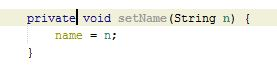 private void setName(String n) {
name = n;
}